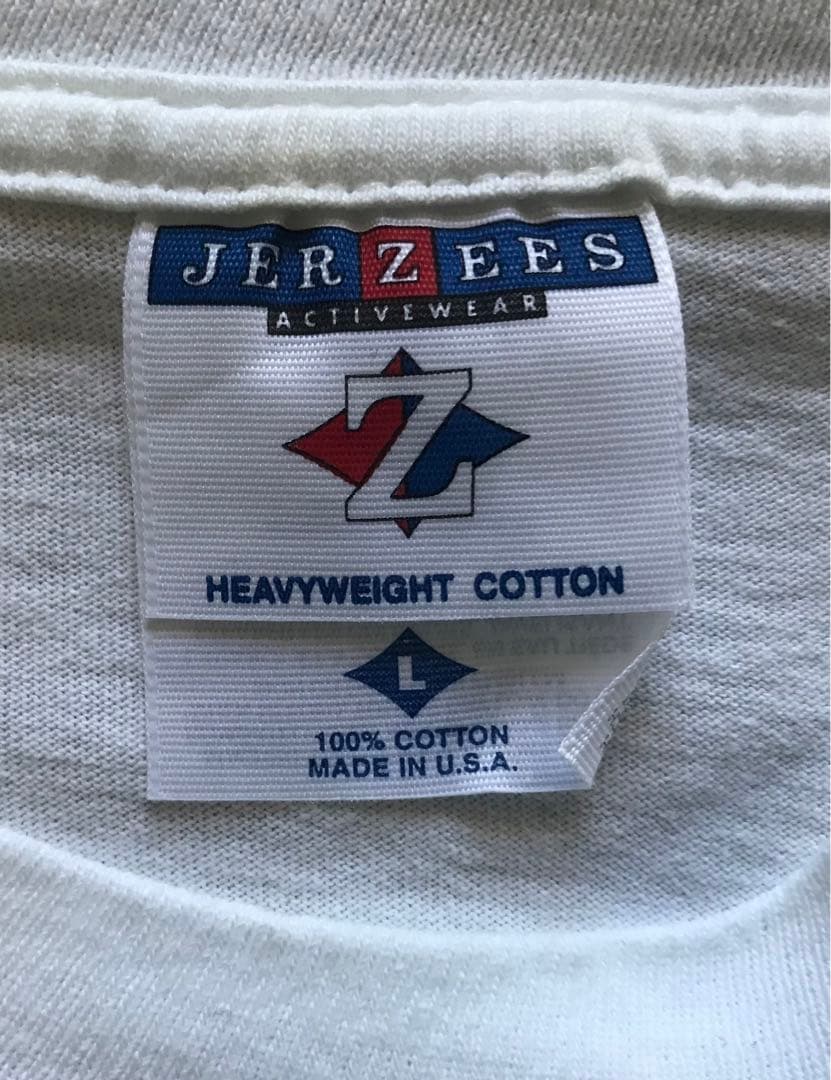 JERZEES
ACTIVEWEAR
Z
HEAVYWEIGHT COTTON
L
100% COTTON
MADE IN U.S.A.